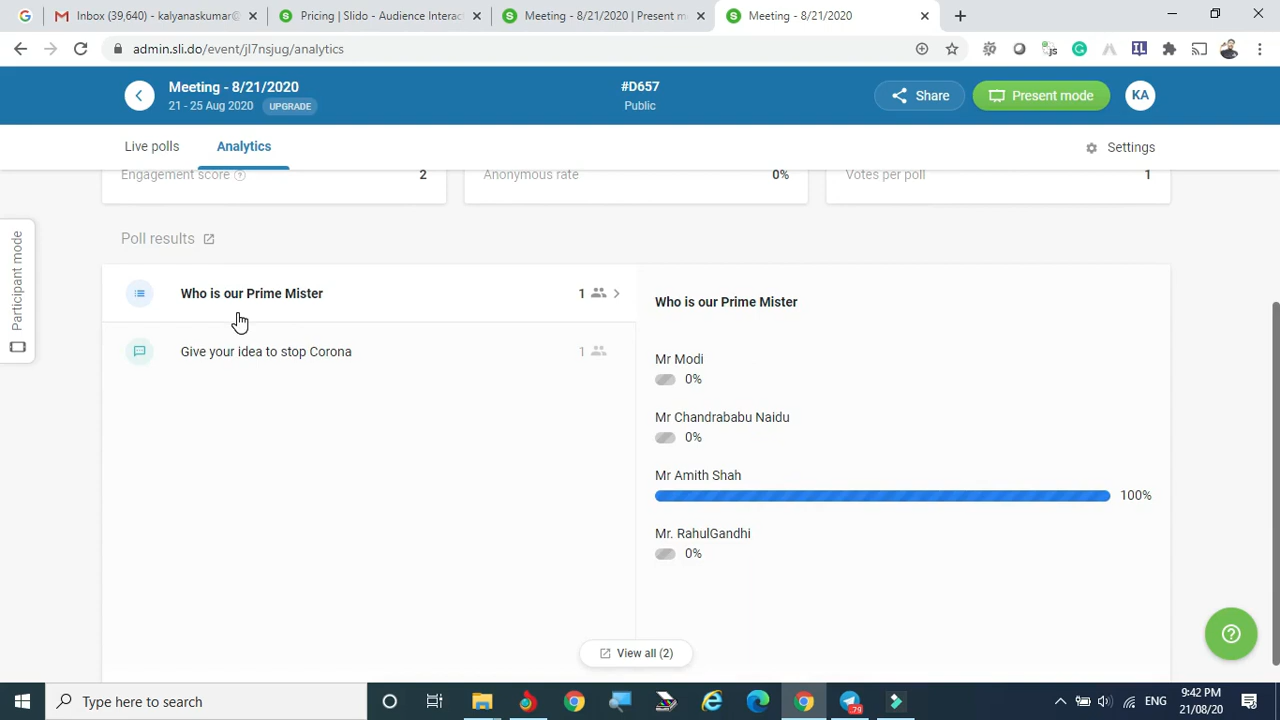 Inbox (39,640) - kalyanaskumar@
Pricing | Slido - Audience Interac
Meeting - 8/21/2020 | Present m
Meeting - 8/21/2020
admin.sli.do/event/jl7nsjug/analytics
Meeting - 8/21/2020
21 - 25 Aug 2020 UPGRADE
#D657
Public
Share
Present mode
KA
Live polls
Analytics
Settings
Engagement score
2
Anonymous rate
0%
Votes per poll
1
Participant mode
Poll results
Who is our Prime Mister
1
Give your idea to stop Corona
1
Who is our Prime Mister
Mr Modi
0%
Mr Chandrababu Naidu
0%
Mr Amith Shah
100%
Mr. RahulGandhi
0%
View all (2)
Type here to search
79
ENG
9:42 PM
21/08/20